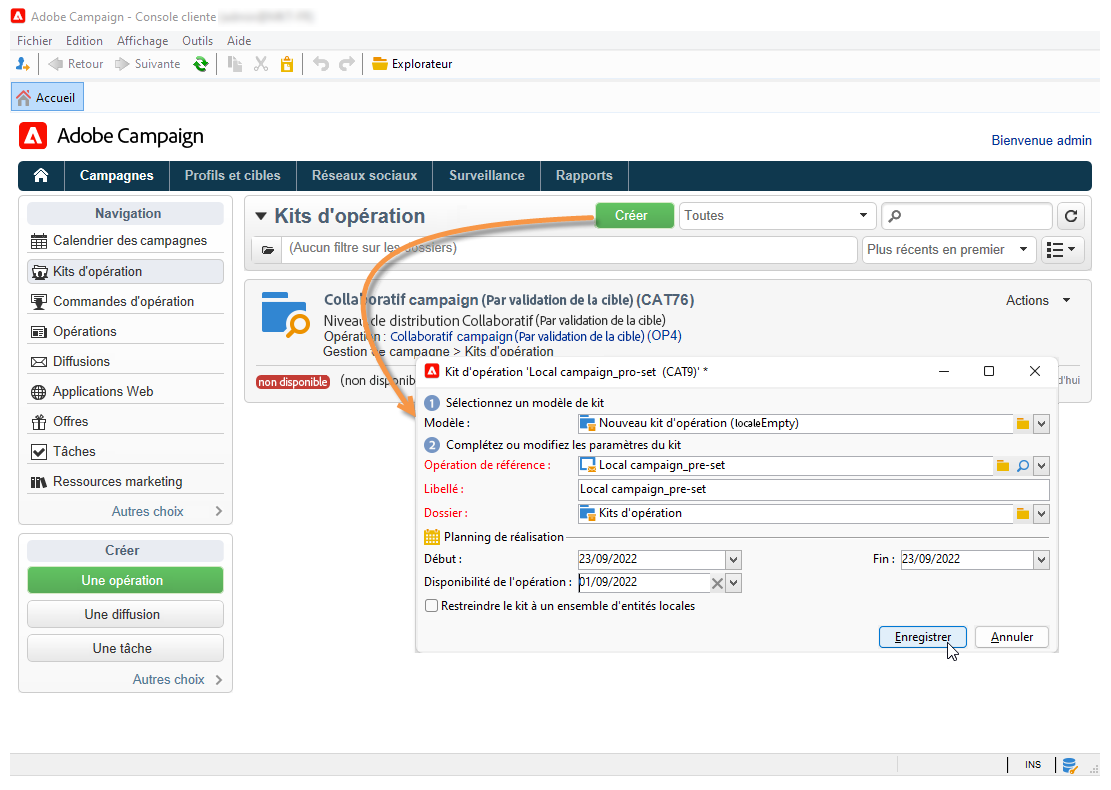 Adobe Campaign - Console cliente
Fichier Edition Affichage Outils Aide
Retour Suivante Explorateur
Accueil
Adobe Campaign
Bienvenue admin
Campagnes Profils et cibles Réseaux sociaux Surveillance Rapports
Navigation
Calendrier des campagnes
Kits d'opération
Commandes d'opération
Opérations
Diffusions
Applications Web
Offres
Tâches
Ressources marketing
Autres choix
Créer
Une opération
Une diffusion
Une tâche
Autres choix
Kits d'opération Créer Toutes
(Aucun filtre sur les dossiers) Plus récents en premier
Collaboratif campaign (Par validation de la cible) (CAT76) Actions
Niveau de distribution Collaboratif (Par validation de la cible)
Opération : Collaboratif campaign (Par validation de la cible) (OP4)
Gestion de campagne > Kits d'opération
non disponible (non disponib d'hui
Kit d'opération 'Local campaign_pro-set (CAT9)' *
1 Sélectionnez un modèle de kit
Modèle : Nouveau kit d'opération (localeEmpty)
2 Complétez ou modifiez les paramètres du kit
Opération de référence : Local campaign_pre-set
Libellé : Local campaign_pre-set
Dossier : Kits d'opération
Planning de réalisation
Début : 23/09/2022 Fin : 23/09/2022
Disponibilité de l'opération : 01/09/2022
Restreindre le kit à un ensemble d'entités locales
Enregistrer Annuler
INS